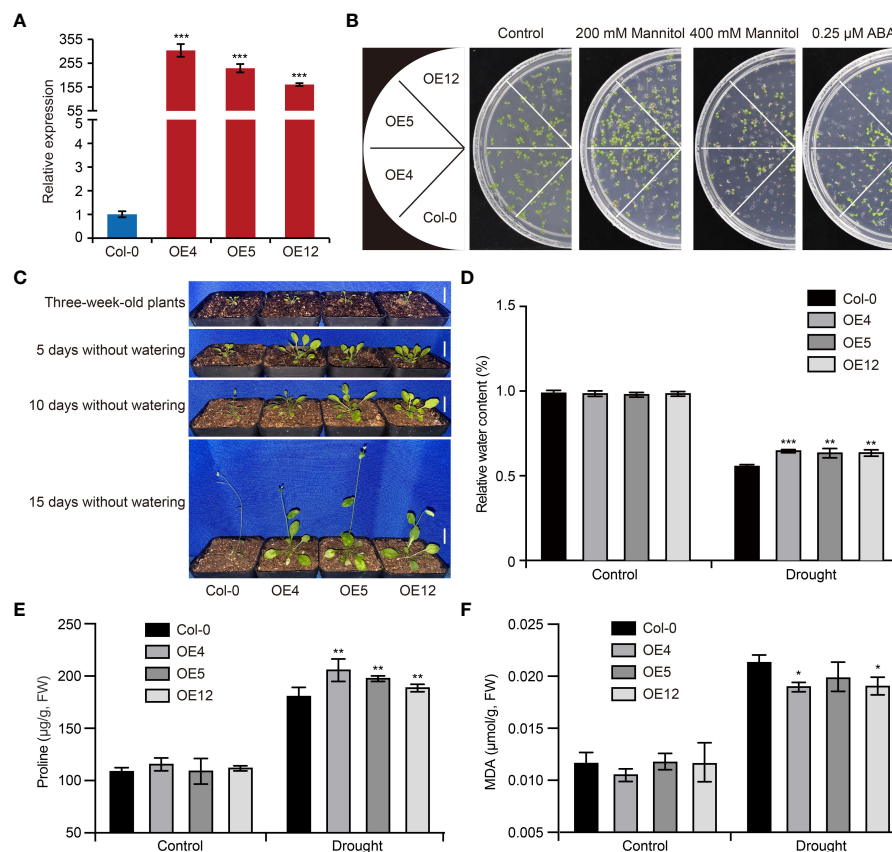 A
Relative expression
355
255
155
55
5
4
3
2
1
0
***
***
***
Col-0 OE4 OE5 OE12
B
Control 200 mM Mannitol 400 mM Mannitol 0.25 µM ABA
OE12
OE5
OE4
Col-0
C
Three-week-old plants
5 days without watering
10 days without watering
15 days without watering
Col-0 OE4 OE5 OE12
D
Relative water content (%)
1.5
1.0
0.5
0
Col-0
OE4
OE5
OE12
*** ** **
Control Drought
E
Proline (µg/g, FW)
250
200
150
100
50
Col-0
OE4
OE5
OE12
** ** **
Control Drought
F
MDA (µmol/g, FW)
0.025
0.020
0.015
0.010
0.005
Col-0
OE4
OE5
OE12
* *
Control Drought